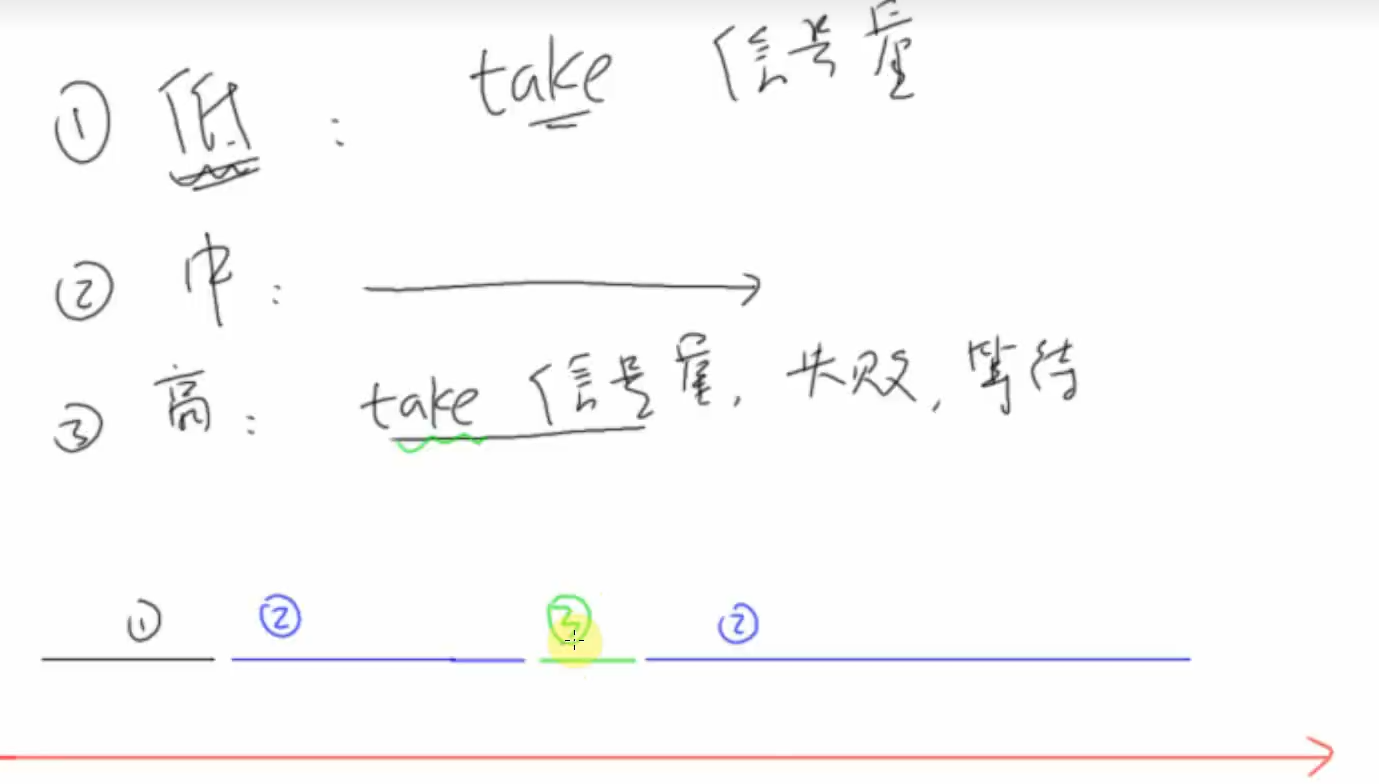 ① 低： take 信号量
② 中：
③ 高： take 信号量, 失败, 等待
① ② ③ ②